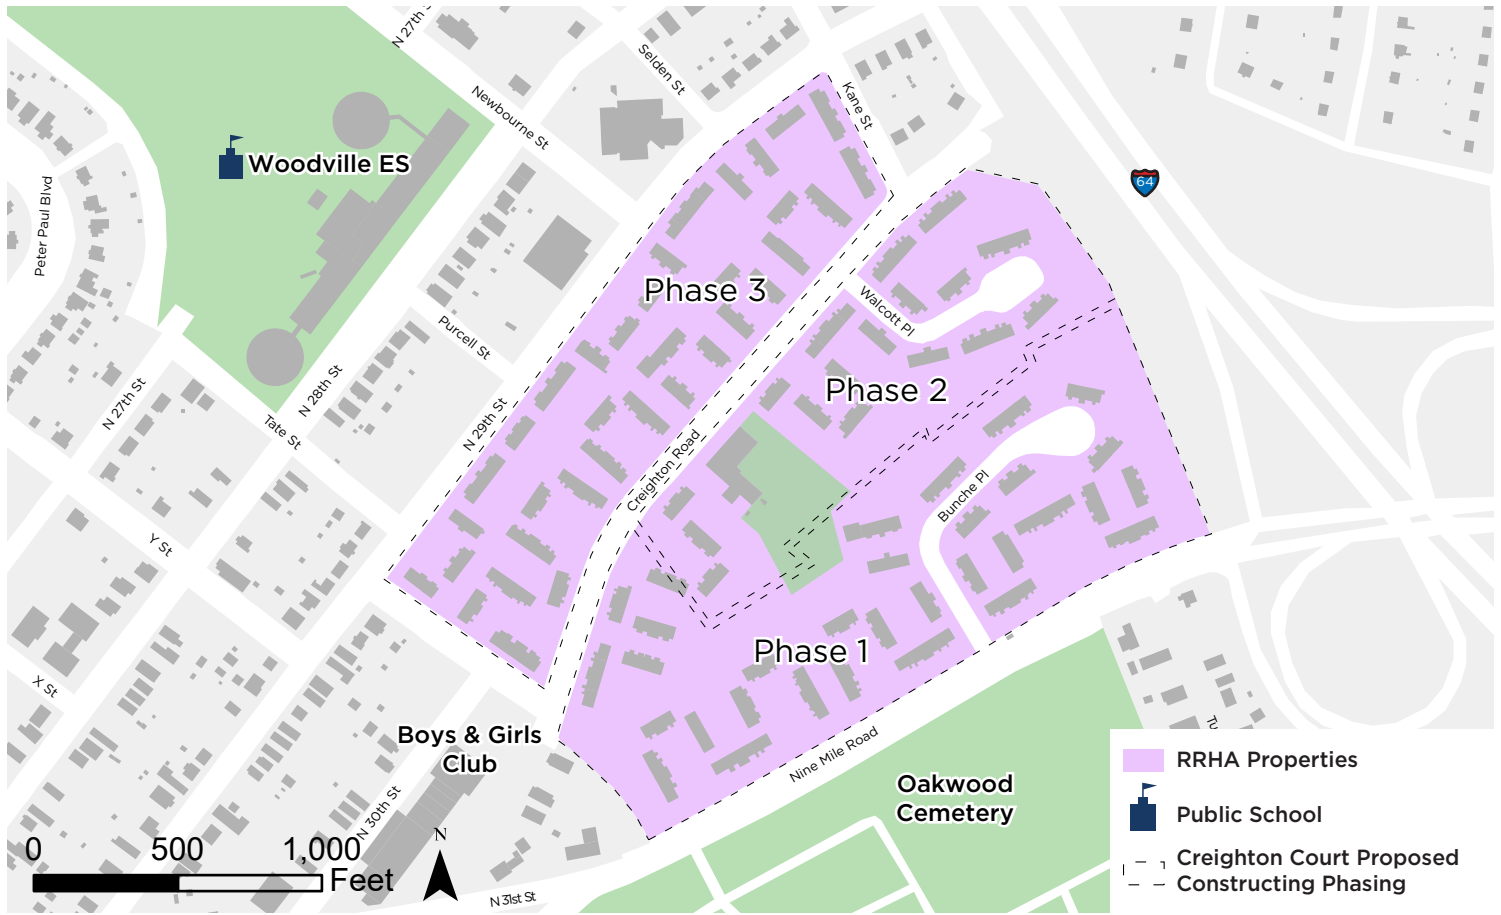 N 27th S
Selden St
Kane St
Newbourne St
Woodville ES
64
Peter Paul Blvd
Phase 3
Walcott Pl
Purcell St
N 27th St
N 28th St
Phase 2
Tate St
N 29th St
Creighton Road
Bunche Pl
Y St
Phase 1
X St
Boys & Girls
Club
Nine Mile Road
Tu
Oakwood
Cemetery
N 30th St
N 31st St
0 500 1,000
Feet
N
RRHA Properties
Public School
Creighton Court Proposed
Constructing Phasing